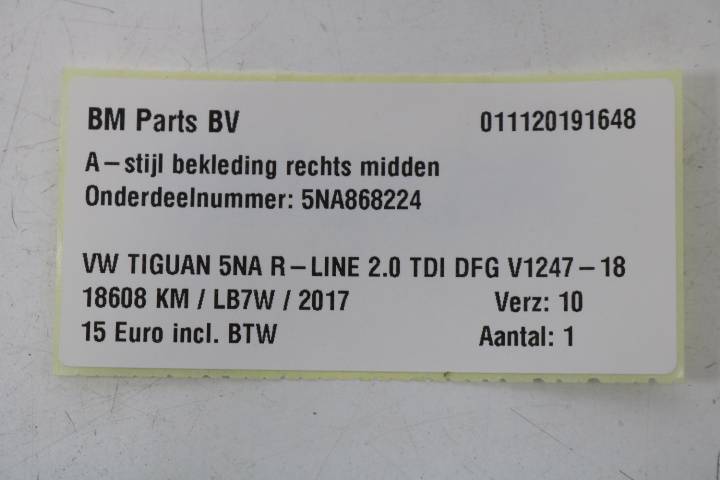 BM Parts BV 011120191648
A-stijl bekleding rechts midden
Onderdeelnummer: 5NA868224
VW TIGUAN 5NA R-LINE 2.0 TDI DFG V1247-18
18608 KM / LB7W / 2017 Verz: 10
15 Euro incl. BTW Aantal: 1